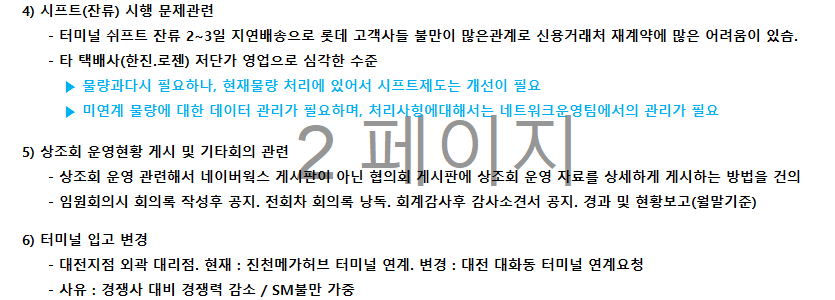 4) 시프트(잔류) 시행 문제관련
- 터미널 쉬프트 잔류 2~3일 지연배송으로 롯데 고객사들 불만이 많은관계로 신용거래처 재계약에 많은 어려움이 있슴.
- 타 택배사(한진.로젠) 저단가 영업으로 심각한 수준
▶ 물량과다시 필요하나, 현재물량 처리에 있어서 시프트제도는 개선이 필요
▶ 미연계 물량에 대한 데이터 관리가 필요하며, 처리사항에대해서는 네트워크운영팀에서의 관리가 필요
2 페이지
5) 상조회 운영현황 게시 및 기타회의 관련
- 상조회 운영 관련해서 네이버웍스 게시판이 아닌 협의회 게시판에 상조회 운영 자료를 상세하게 게시하는 방법을 건의
- 임원회의시 회의록 작성후 공지. 전회차 회의록 낭독. 회계감사후 감사소견서 공지. 경과 및 현황보고(월말기준)
6) 터미널 입고 변경
- 대전지점 외곽 대리점. 현재 : 진천메가허브 터미널 연계. 변경 : 대전 대화동 터미널 연계요청
- 사유 : 경쟁사 대비 경쟁력 감소 / SM불만 가중